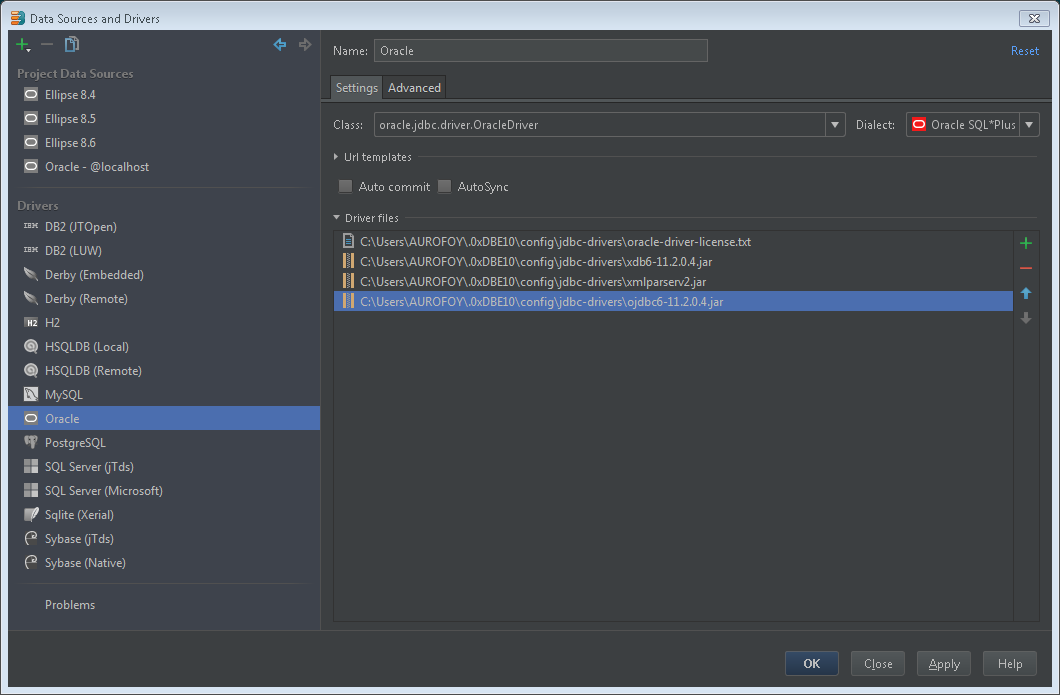 Data Sources and Drivers
Project Data Sources
Ellipse 8.4
Ellipse 8.5
Ellipse 8.6
Oracle - @localhost
Drivers
IBM DB2 (JTOpen)
IBM DB2 (LUW)
Derby (Embedded)
Derby (Remote)
H2 H2
HSQLDB (Local)
HSQLDB (Remote)
MySQL
Oracle
PostgreSQL
SQL Server (jTds)
SQL Server (Microsoft)
Sqlite (Xerial)
Sybase (jTds)
Sybase (Native)
Problems
Name: Oracle Reset
Settings Advanced
Class: oracle.jdbc.driver.OracleDriver Dialect: Oracle SQL*Plus
Url templates
Auto commit AutoSync
Driver files
C:\Users\AUROFOY\.0xDBE10\config\jdbc-drivers\oracle-driver-license.txt
C:\Users\AUROFOY\.0xDBE10\config\jdbc-drivers\xdb6-11.2.0.4.jar
C:\Users\AUROFOY\.0xDBE10\config\jdbc-drivers\xmlparserv2.jar
C:\Users\AUROFOY\.0xDBE10\config\jdbc-drivers\ojdbc6-11.2.0.4.jar
OK Close Apply Help